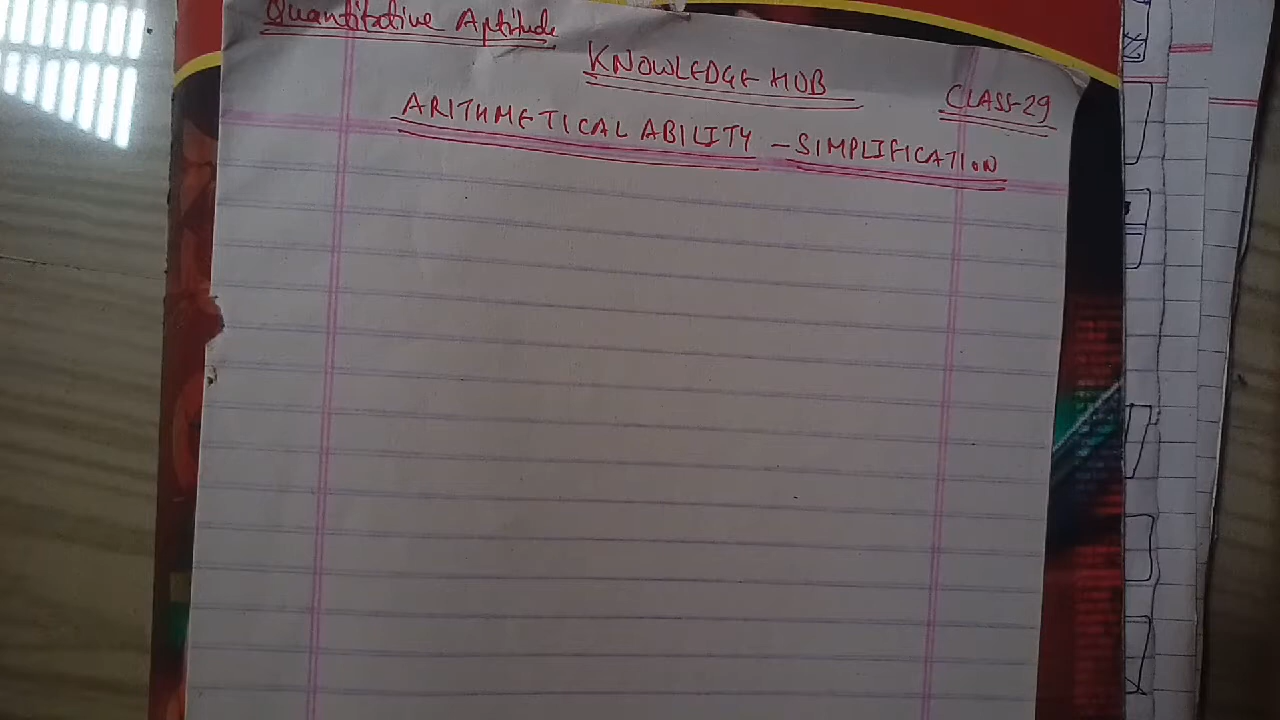 Quantitative Aptitude
KNOWLEDGE HUB
CLASS-29
ARITHMETICAL ABILITY - SIMPLIFICATION